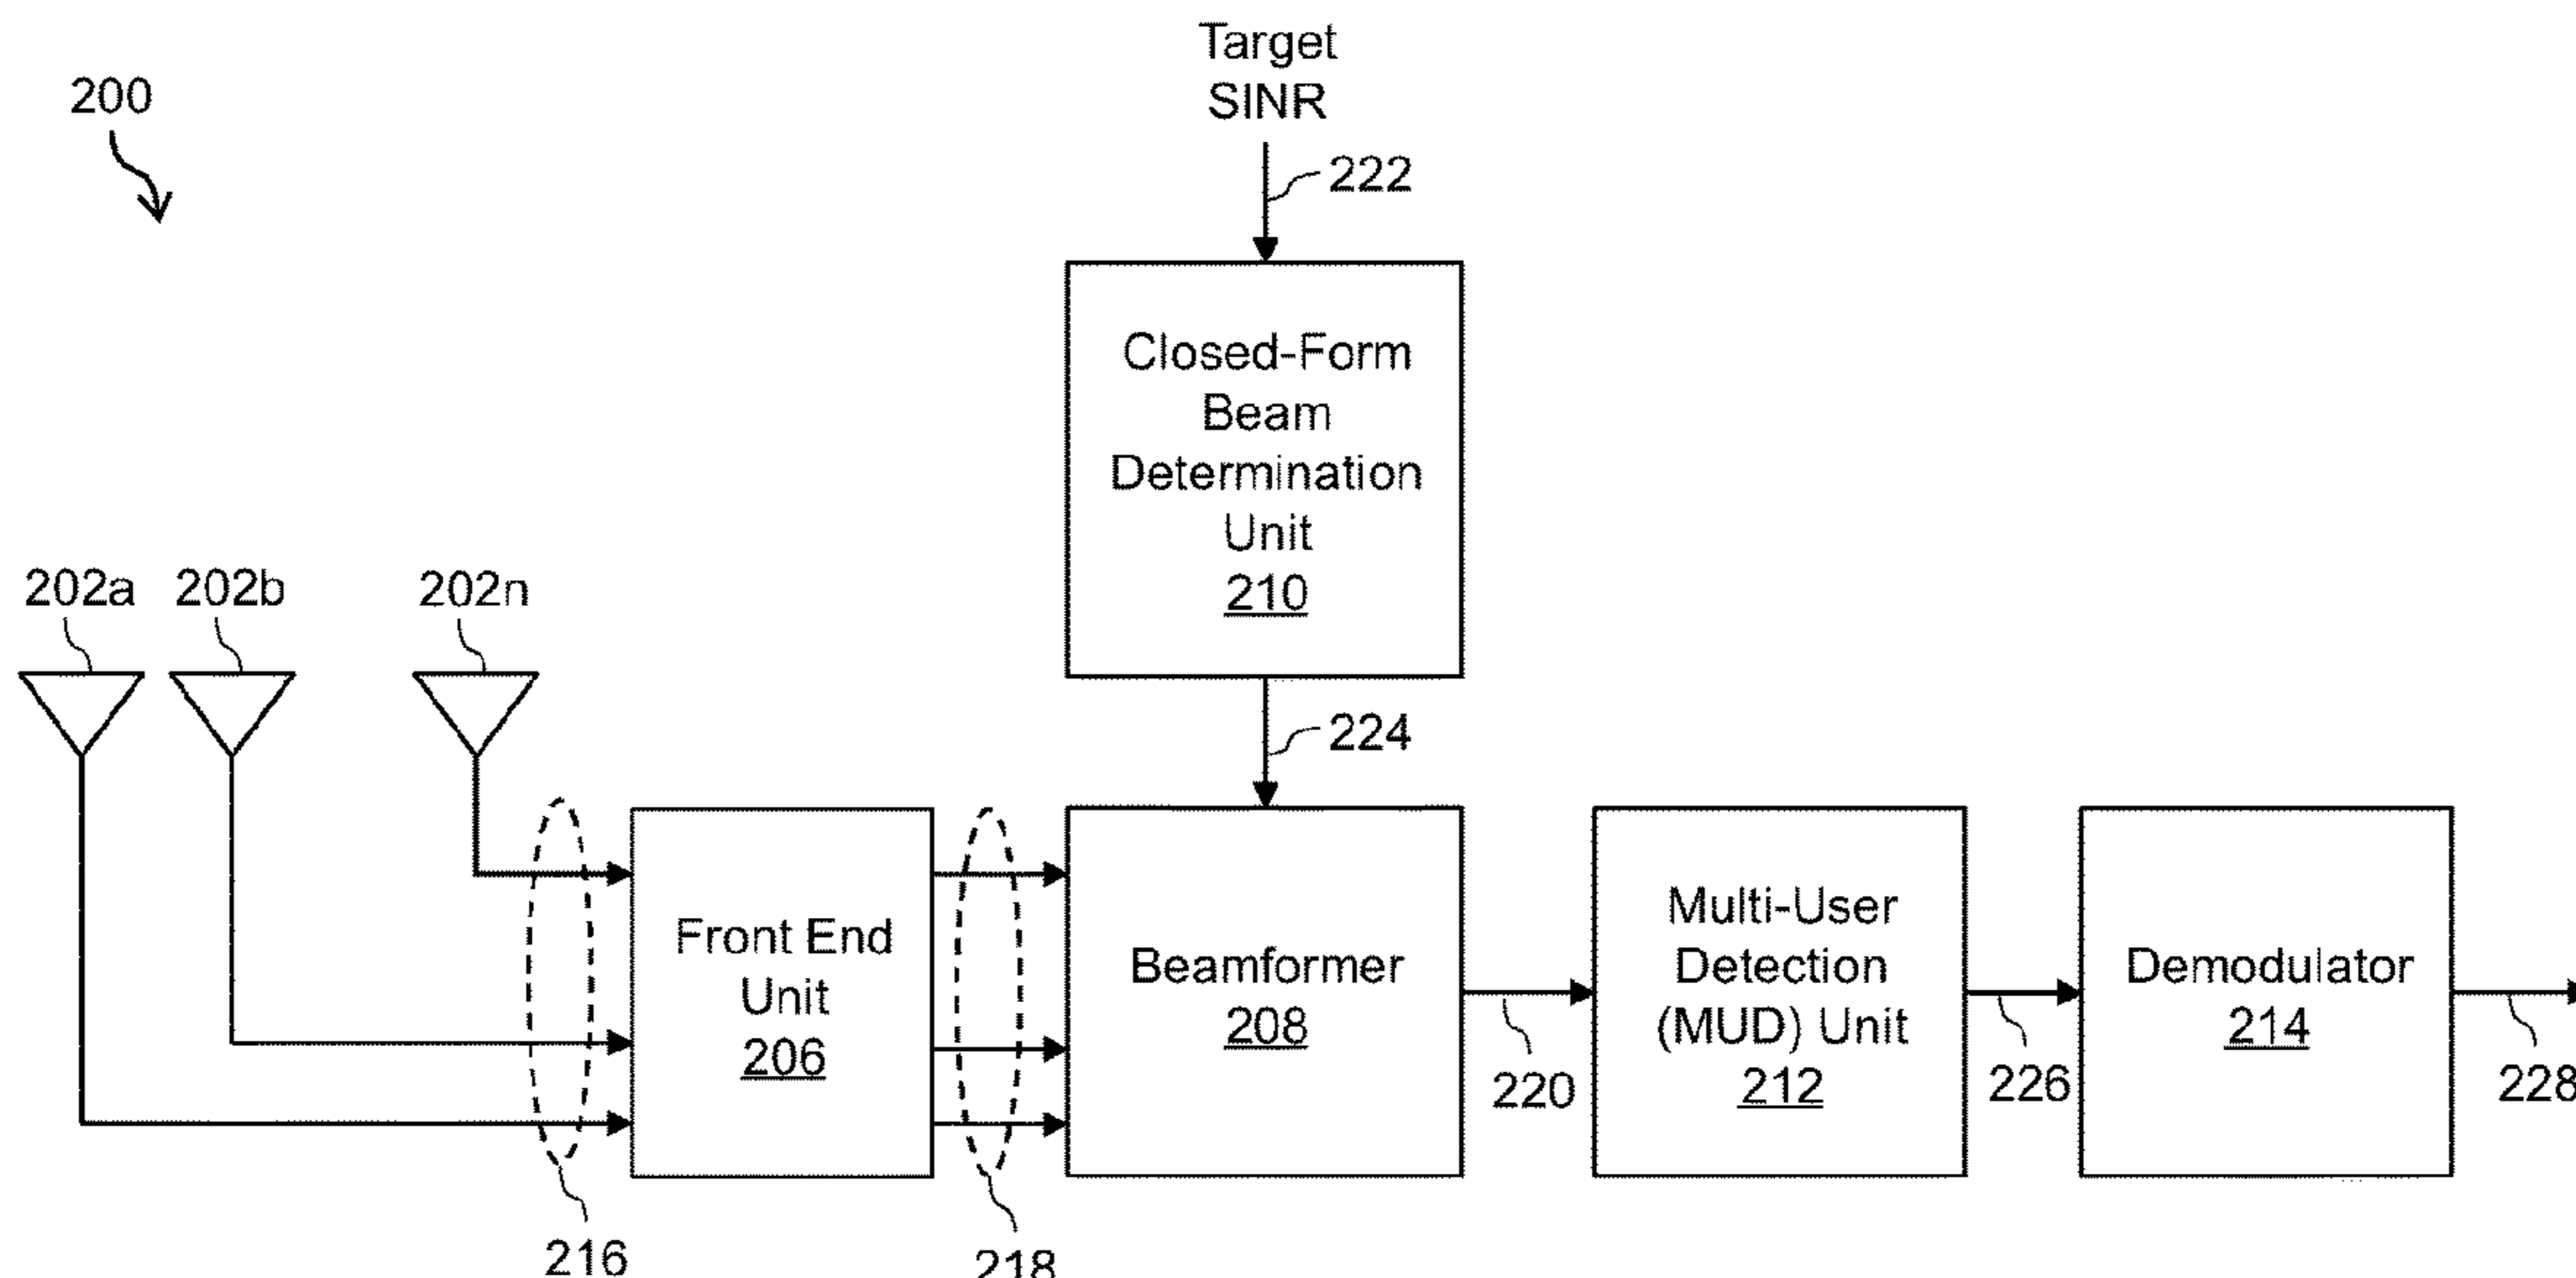 Target
SINR
200
222
Closed-Form
Beam
Determination
Unit
210
202a
202b
202n
224
Front End
Unit
206
Beamformer
208
Multi-User
Detection
(MUD) Unit
212
Demodulator
214
220
226
228
216
218